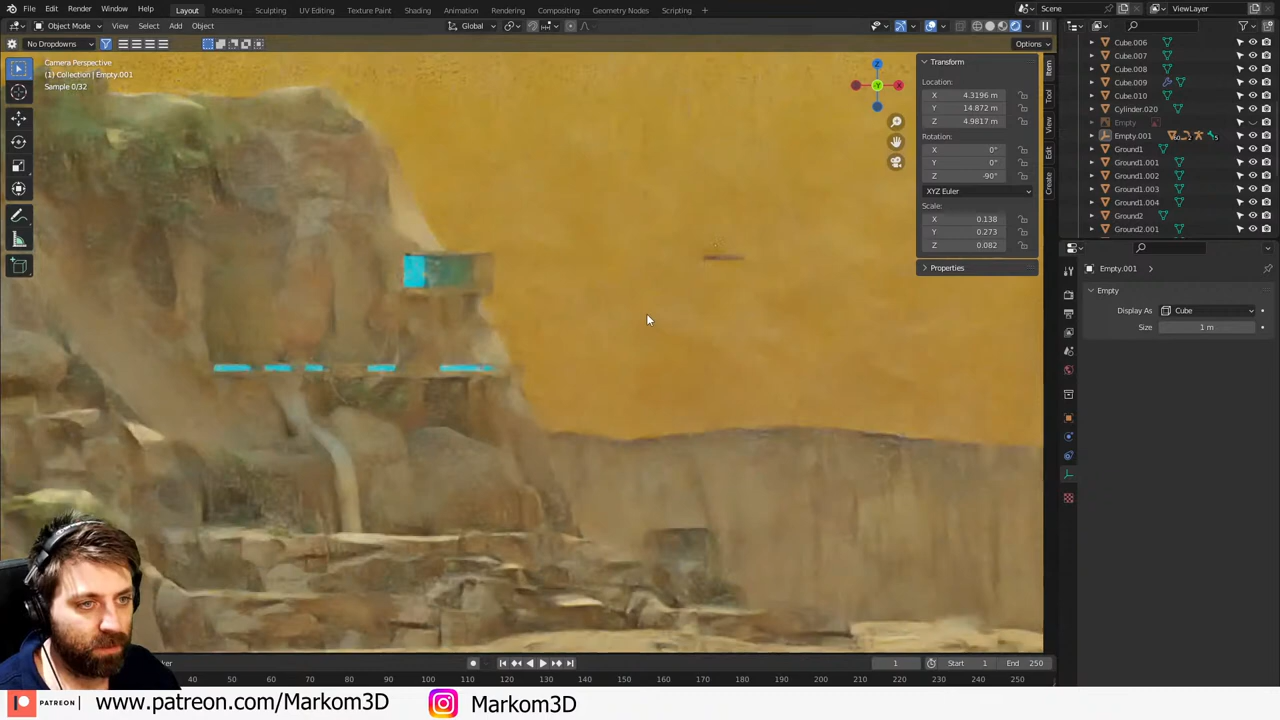 File Edit Render Window Help
Layout Modeling Sculpting UV Editing Texture Paint Shading Animation Rendering Compositing Geometry Nodes Scripting
Scene
ViewLayer
Object Mode View Select Add Object
Global
No Dropdowns
Options
Camera Perspective
(1) Collection | Empty.001
Sample 0/32
Z
X
Y
Transform
Location:
X 4.3196 m
Y 14.872 m
Z 4.9817 m
Rotation:
X 0°
Y 0°
Z -90°
XYZ Euler
Scale:
X 0.138
Y 0.273
Z 0.082
Properties
Item
Tool
View
Edit
Create
Cube.006
Cube.007
Cube.008
Cube.009
Cube.010
Cylinder.020
Empty
Empty.001
Ground1
Ground1.001
Ground1.002
Ground1.003
Ground1.004
Ground2
Ground2.001
Empty.001
Empty
Display As Cube
Size 1 m
1 Start 1 End 250
40 50 60 70 80 90 100 110 120 130 140 150 160 170 180 190 200 210 220 230 240 250
PATREON www.patreon.com/Markom3D Markom3D